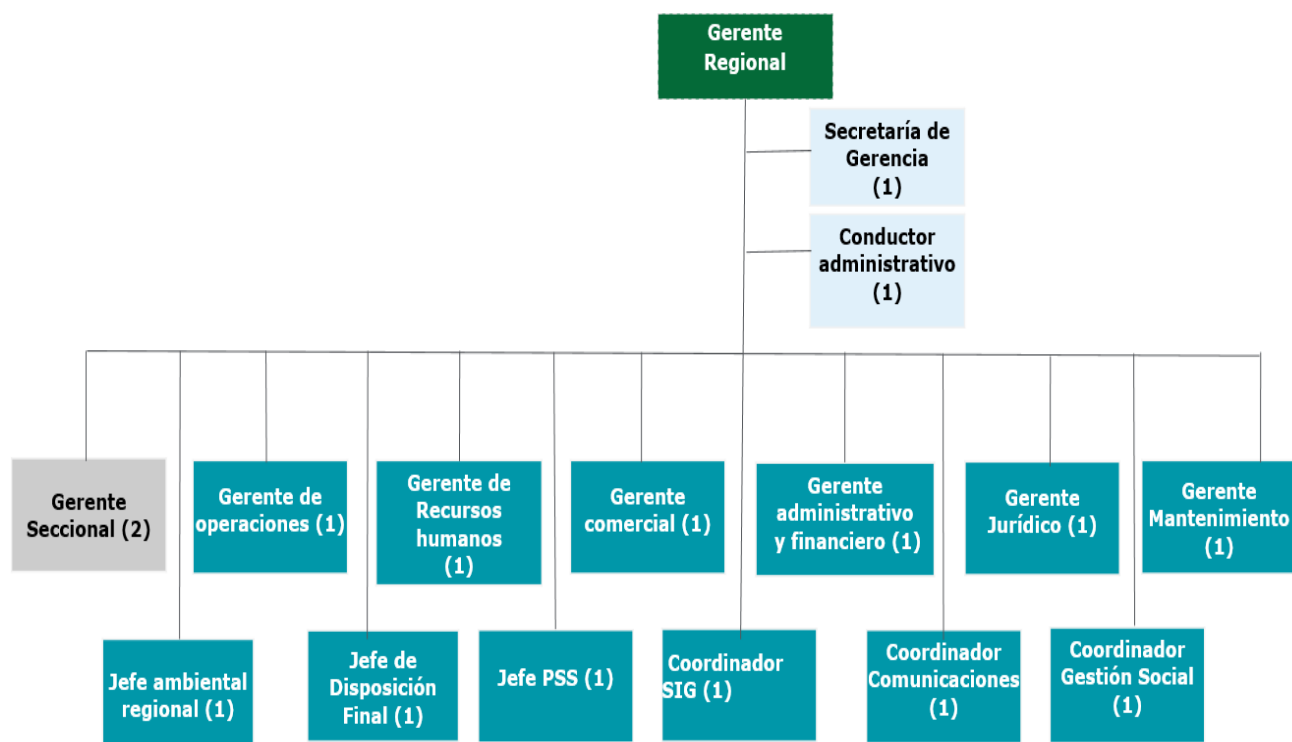 Gerente
Regional
Secretaría de
Gerencia
(1)
Conductor
administrativo
(1)
Gerente
Seccional (2)
Gerente de
operaciones (1)
Gerente de
Recursos
humanos
(1)
Gerente
comercial (1)
Gerente
administrativo
y financiero (1)
Gerente
Jurídico (1)
Gerente
Mantenimiento
(1)
Jefe ambiental
regional (1)
Jefe de
Disposición
Final (1)
Jefe PSS (1)
Coordinador
SIG (1)
Coordinador
Comunicaciones
(1)
Coordinador
Gestión Social
(1)